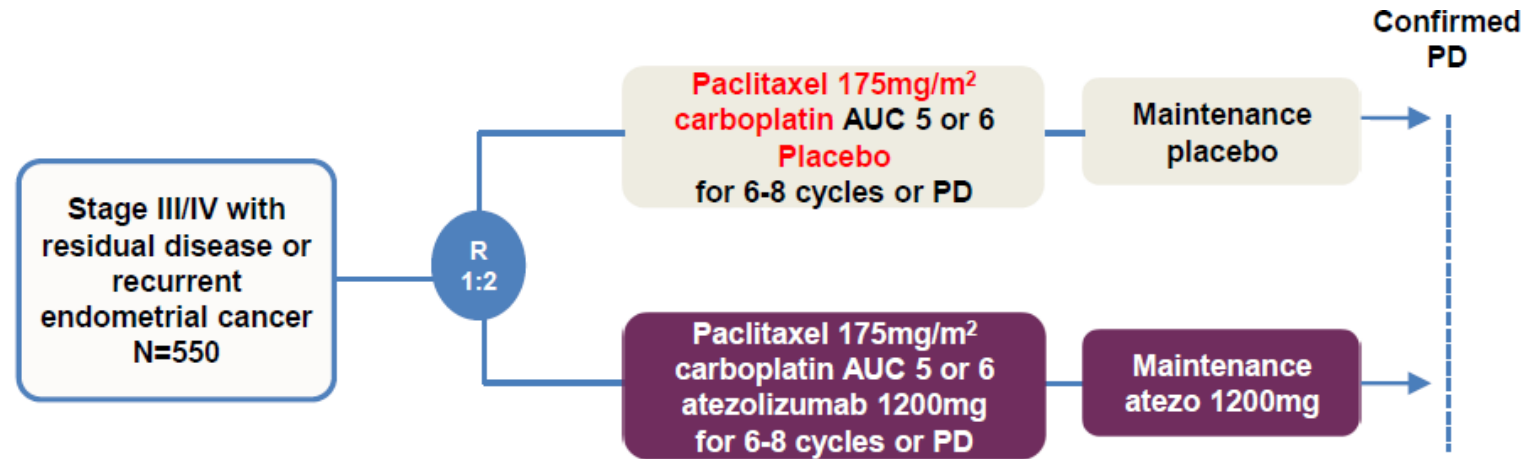 Confirmed
PD
Paclitaxel 175mg/m²
carboplatin AUC 5 or 6
Placebo
for 6-8 cycles or PD
Maintenance
placebo
Stage III/IV with
residual disease or
recurrent
endometrial cancer
N=550
R
1:2
Paclitaxel 175mg/m²
carboplatin AUC 5 or 6
atezolizumab 1200mg
for 6-8 cycles or PD
Maintenance
atezo 1200mg